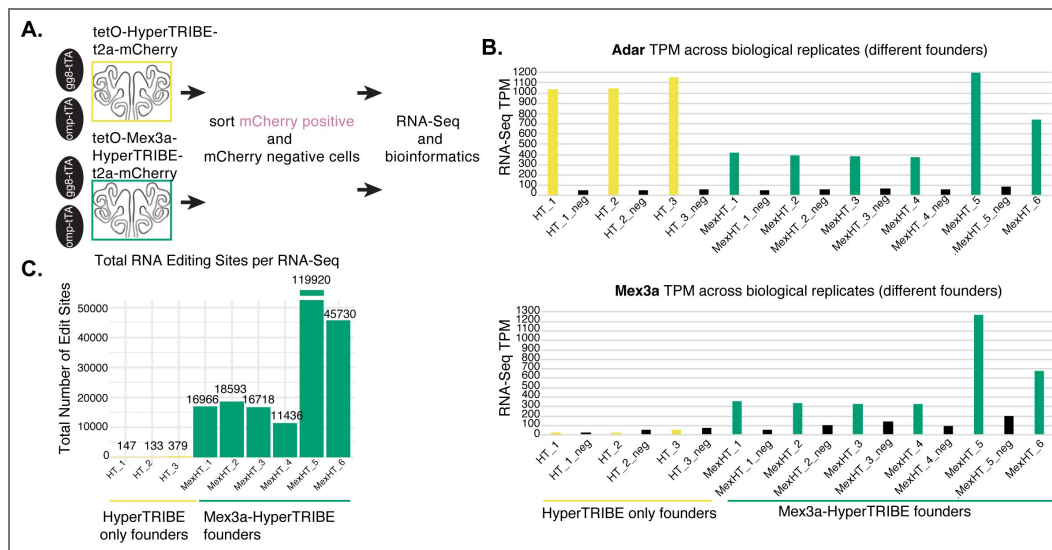 A.
tetO-HyperTRIBE-
t2a-mCherry
gg8-tTA
omp-tTA
tetO-Mex3a-
HyperTRIBE-
t2a-mCherry
gg8-tTA
omp-tTA
sort mCherry positive
and
mCherry negative cells
RNA-Seq
and
bioinformatics
B.
Adar TPM across biological replicates (different founders)
RNA-Seq TPM
1200
1100
1000
900
800
700
600
500
400
300
200
100
HT_1
HT_1_neg
HT_2
HT_2_neg
HT_3
HT_3_neg
MexHT_1
MexHT_1_neg
MexHT_2
MexHT_2_neg
MexHT_3
MexHT_3_neg
MexHT_4
MexHT_4_neg
MexHT_5
.MexHT_5_neg
MexHT_6
Mex3a TPM across biological replicates (different founders)
RNA-Seq TPM
1300
1200
1100
1000
900
800
700
600
500
400
300
200
100
0
HT_1
HT_1_neg
HT_2
HT_2_neg
HT_3
HT_3_neg
MexHT_1
MexHT_1_neg
MexHT_2
MexHT_2_neg
MexHT_3
MexHT_3_neg
MexHT_4
MexHT_4_neg
MexHT_5
.MexHT_5_neg
MexHT_6
HyperTRIBE only founders
Mex3a-HyperTRIBE founders
C.
Total RNA Editing Sites per RNA-Seq
Total Number of Edit Sites
50000
40000
30000
20000
10000
0
147
133
379
16966
18593
16718
11436
119920
45730
HT_1
HT_2
HT_3
MexHT_1
MexHT_2
MexHT_3
MexHT_4
MexHT_5
MexHT_6
HyperTRIBE
only founders
Mex3a-HyperTRIBE
founders